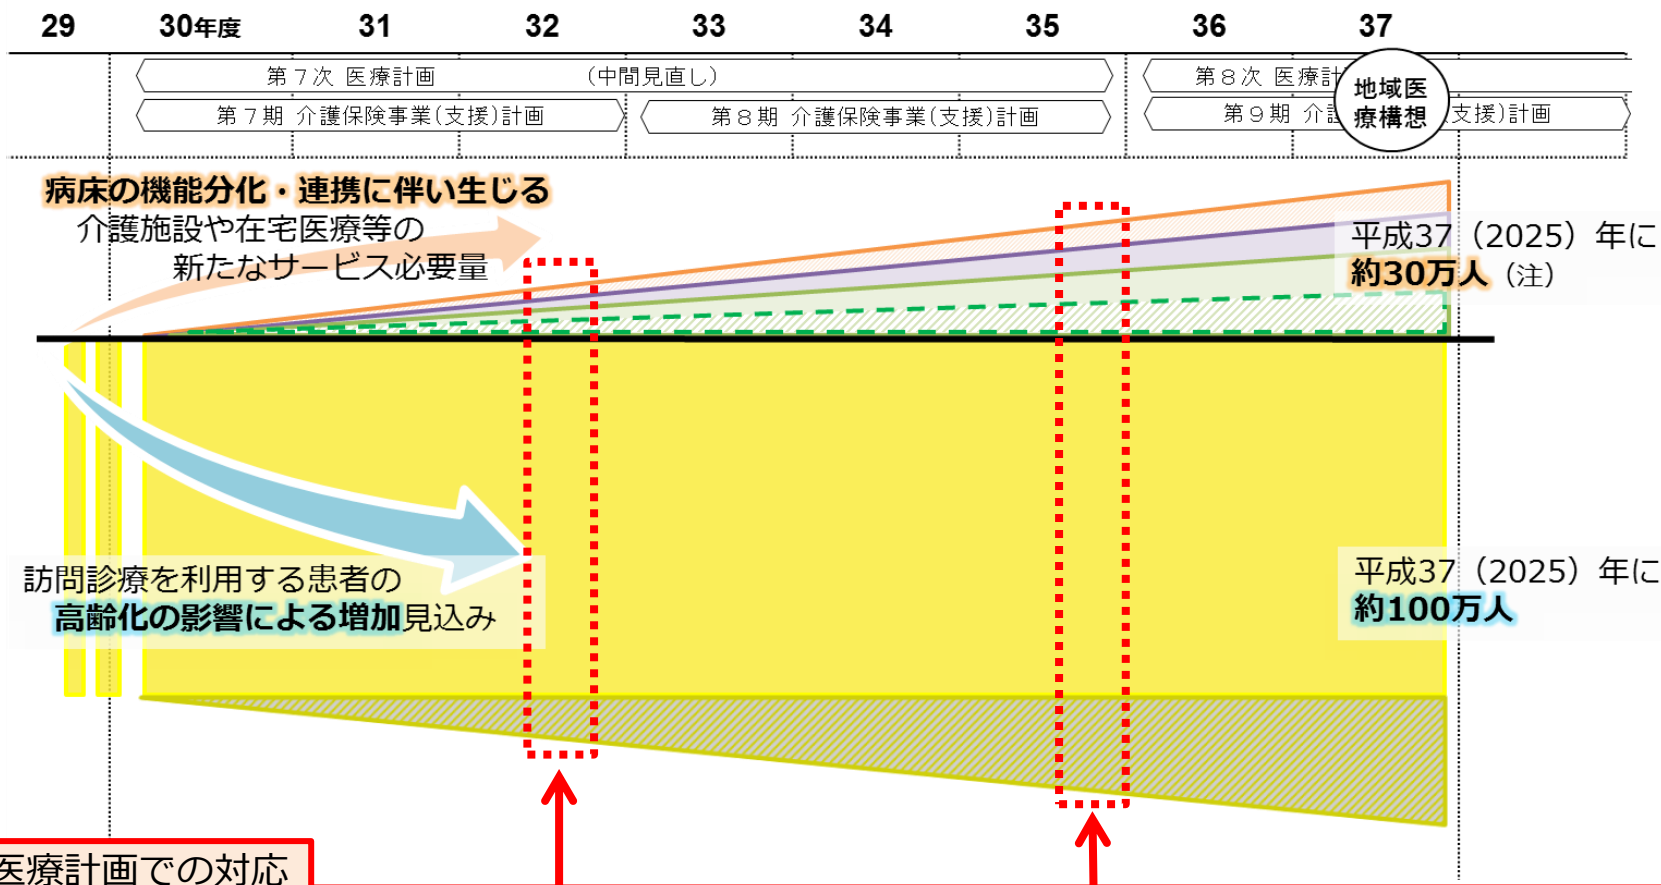 29 30年度 31 32 33 34 35 36 37
第７次 医療計画 （中間見直し）
第８次 医療計
第７期 介護保険事業(支援)計画
第８期 介護保険事業(支援)計画
第９期 介
支援)計画
地域医
療構想
病床の機能分化・連携に伴い生じる
介護施設や在宅医療等の
新たなサービス必要量
平成37（2025）年に
約30万人（注）
訪問診療を利用する患者の
高齢化の影響による増加見込み
平成37（2025）年に
約100万人
医療計画での対応